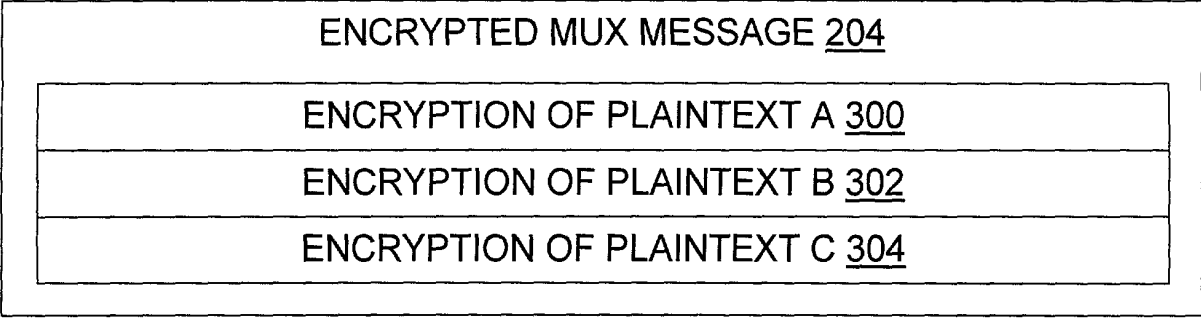 ENCRYPTED MUX MESSAGE 204
ENCRYPTION OF PLAINTEXT A 300
ENCRYPTION OF PLAINTEXT B 302
ENCRYPTION OF PLAINTEXT C 304